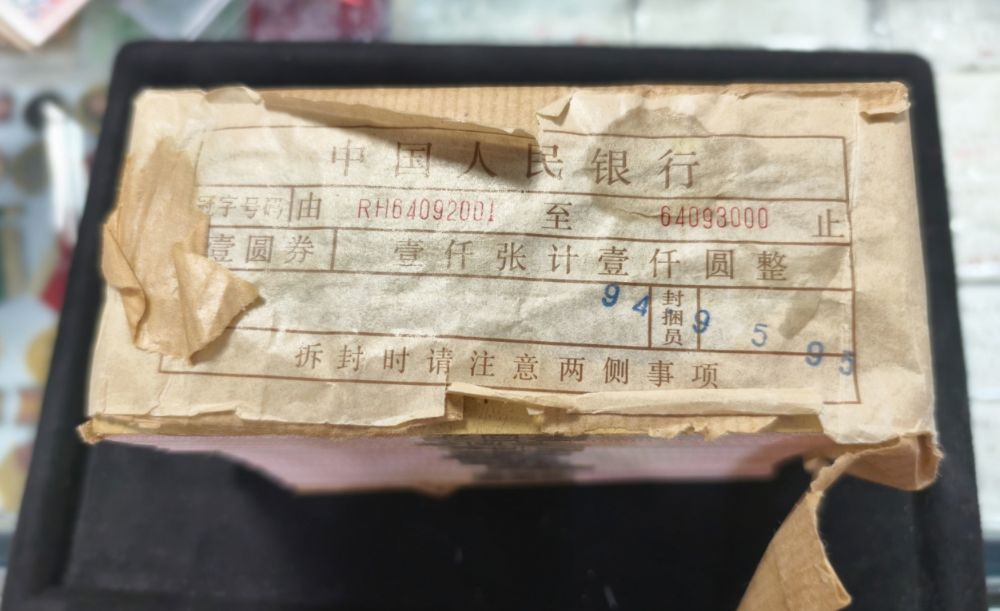 中国人民银行
冠字号码 由 RH64092001 至 64093000 止
壹圆券 壹仟张计壹仟圆整
94.9 封捆员 595
拆封时请注意两侧事项